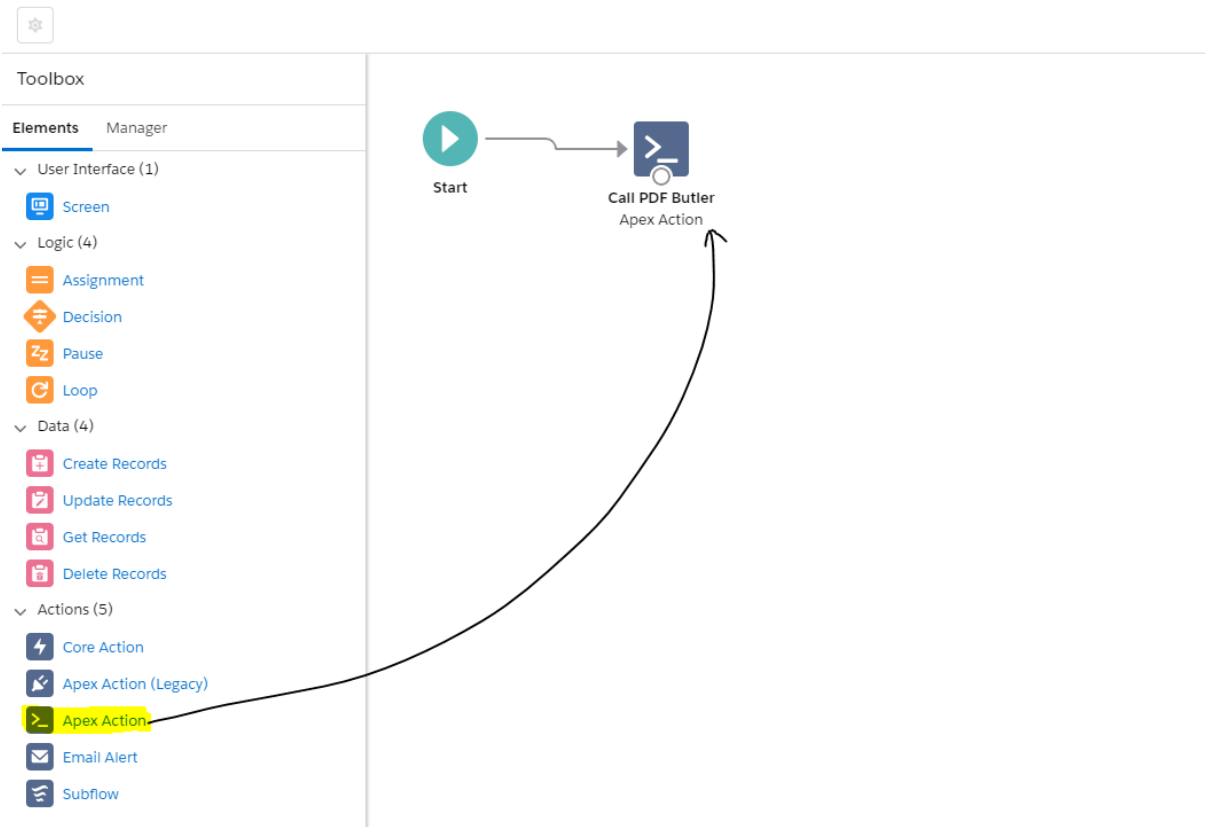 Toolbox
Elements Manager
User Interface (1)
Screen
Logic (4)
Assignment
Decision
Pause
Loop
Data (4)
Create Records
Update Records
Get Records
Delete Records
Actions (5)
Core Action
Apex Action (Legacy)
Apex Action
Email Alert
Subflow
Start
Call PDF Butler
Apex Action